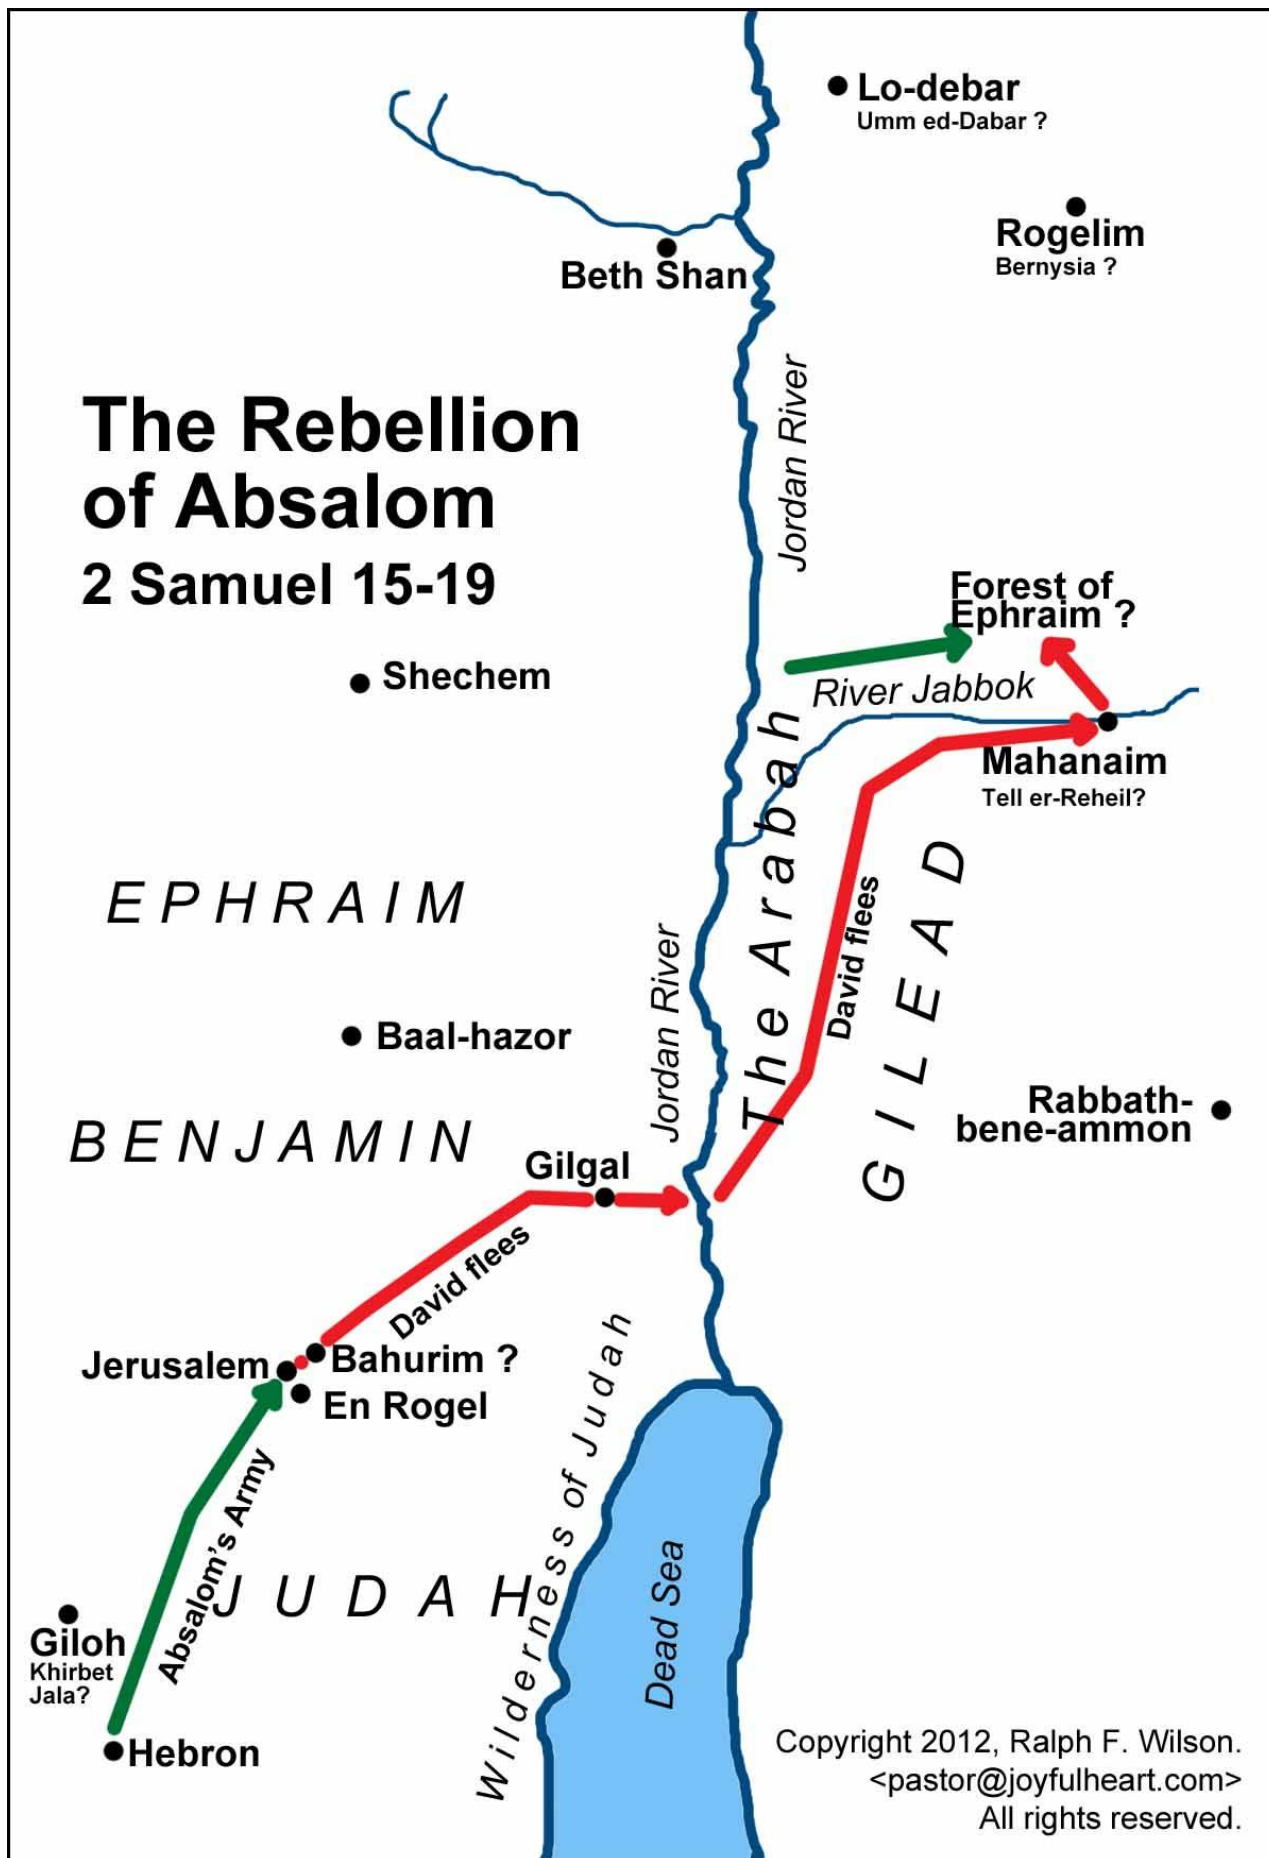 Lo-debar
Umm ed-Dabar ?
Rogelim
Bernysia ?
Beth Shan
Jordan River
The Rebellion
of Absalom
2 Samuel 15-19
Forest of
Ephraim ?
Shechem
River Jabbok
Mahanaim
Tell er-Reheil?
The Arabah
EPHRAIM
David flees
GILEAD
Jordan River
Baal-hazor
Rabbath-
bene-ammon
BENJAMIN
Gilgal
David flees
Jerusalem
Bahurim ?
En Rogel
Wilderness of Judah
Absalom's Army
JUDAH
Dead Sea
Giloh
Khirbet
Jala?
Hebron
Copyright 2012, Ralph F. Wilson.
<pastor@joyfulheart.com>
All rights reserved.